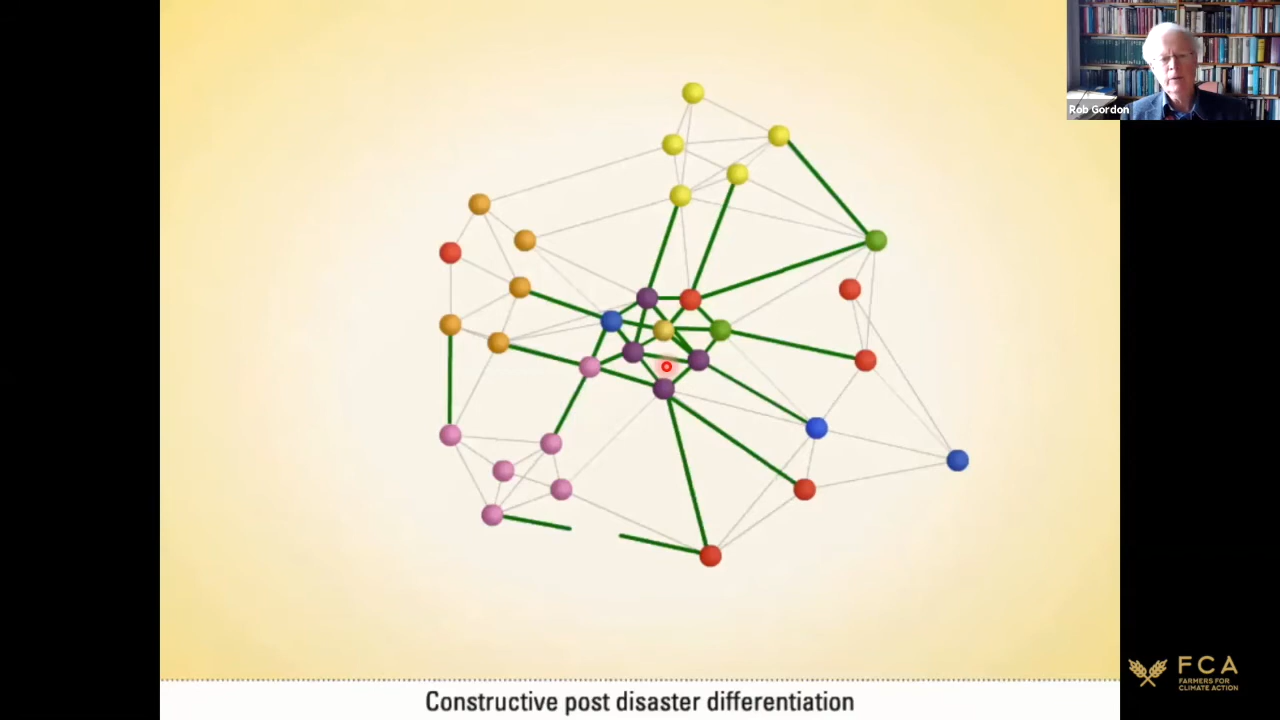 Rob Gordon
FCA
FARMERS FOR
CLIMATE ACTION
Constructive post disaster differentiation